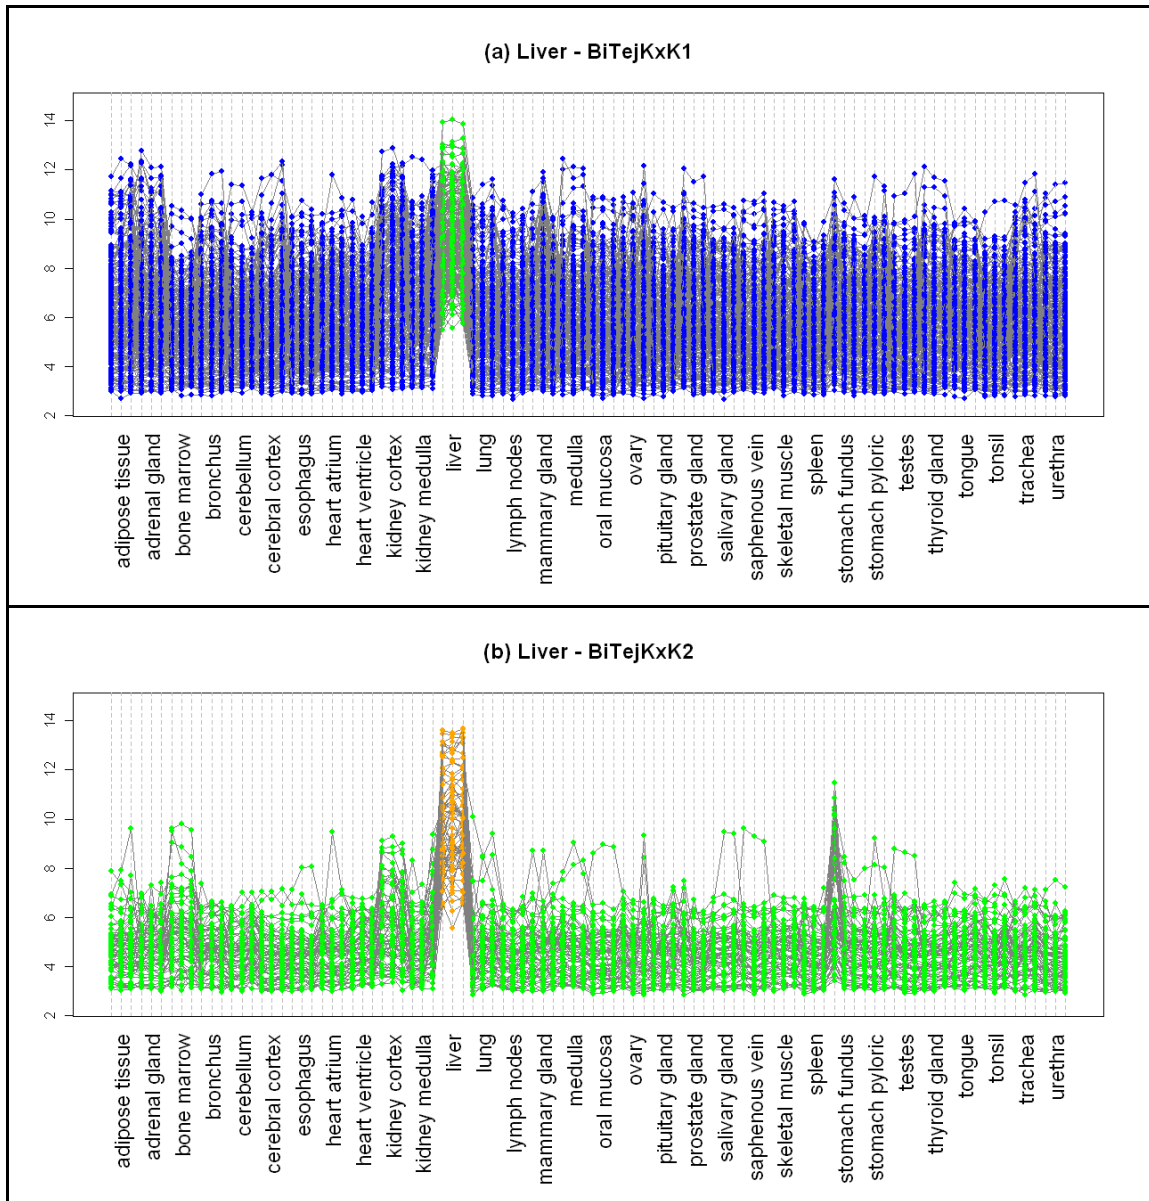 (a) Liver - BiTejKxK1
14
12
10
8
6
4
2
adipose tissue
adrenal gland
bone marrow
bronchus
cerebellum
cerebral cortex
esophagus
heart atrium
heart ventricle
kidney cortex
kidney medulla
liver
lung
lymph nodes
mammary gland
medulla
oral mucosa
ovary
pituitary gland
prostate gland
salivary gland
saphenous vein
skeletal muscle
spleen
stomach fundus
stomach pyloric
testes
thyroid gland
tongue
tonsil
trachea
urethra
(b) Liver - BiTejKxK2
14
12
10
8
6
4
2
adipose tissue
adrenal gland
bone marrow
bronchus
cerebellum
cerebral cortex
esophagus
heart atrium
heart ventricle
kidney cortex
kidney medulla
liver
lung
lymph nodes
mammary gland
medulla
oral mucosa
ovary
pituitary gland
prostate gland
salivary gland
saphenous vein
skeletal muscle
spleen
stomach fundus
stomach pyloric
testes
thyroid gland
tongue
tonsil
trachea
urethra